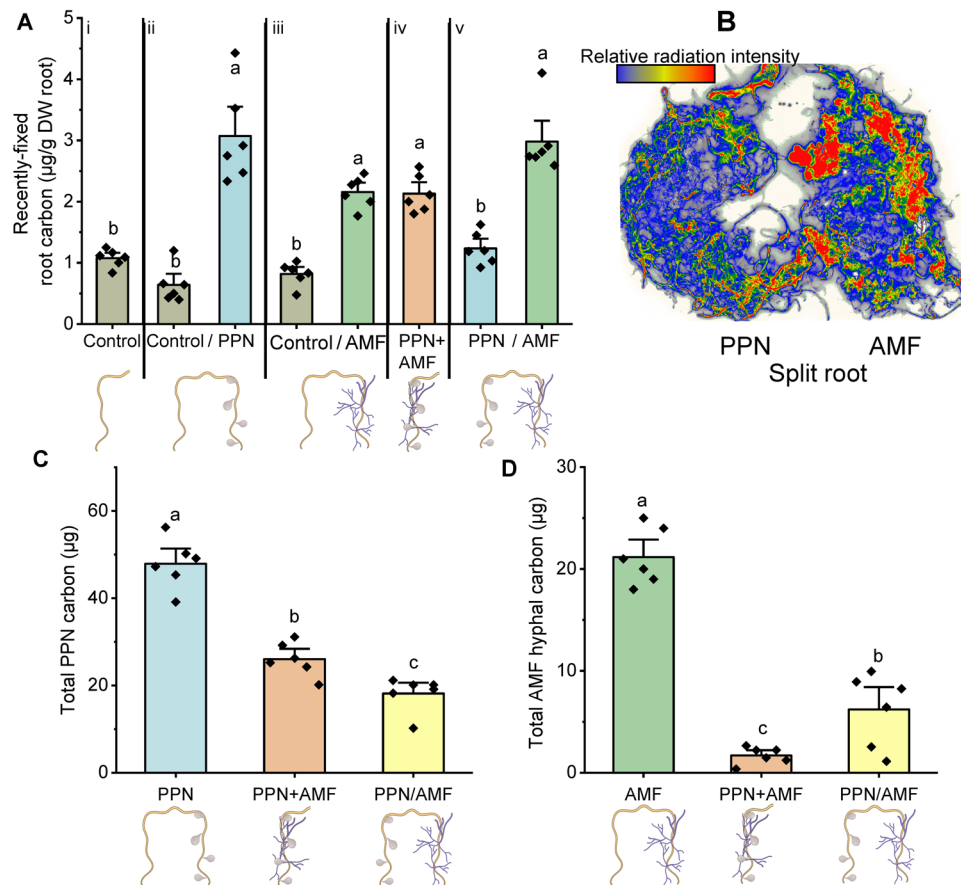 A
i
ii
iii
iv
v
Recently-fixed
root carbon (µg/g DW root)
5
4
3
2
1
0
b
b
a
b
a
a
b
a
Control
Control / PPN
Control / AMF
PPN+
AMF
PPN / AMF
B
Relative radiation intensity
PPN
AMF
Split root
C
Total PPN carbon (µg)
60
40
20
0
a
b
c
PPN
PPN+AMF
PPN/AMF
D
Total AMF hyphal carbon (µg)
30
20
10
0
a
c
b
AMF
PPN+AMF
PPN/AMF